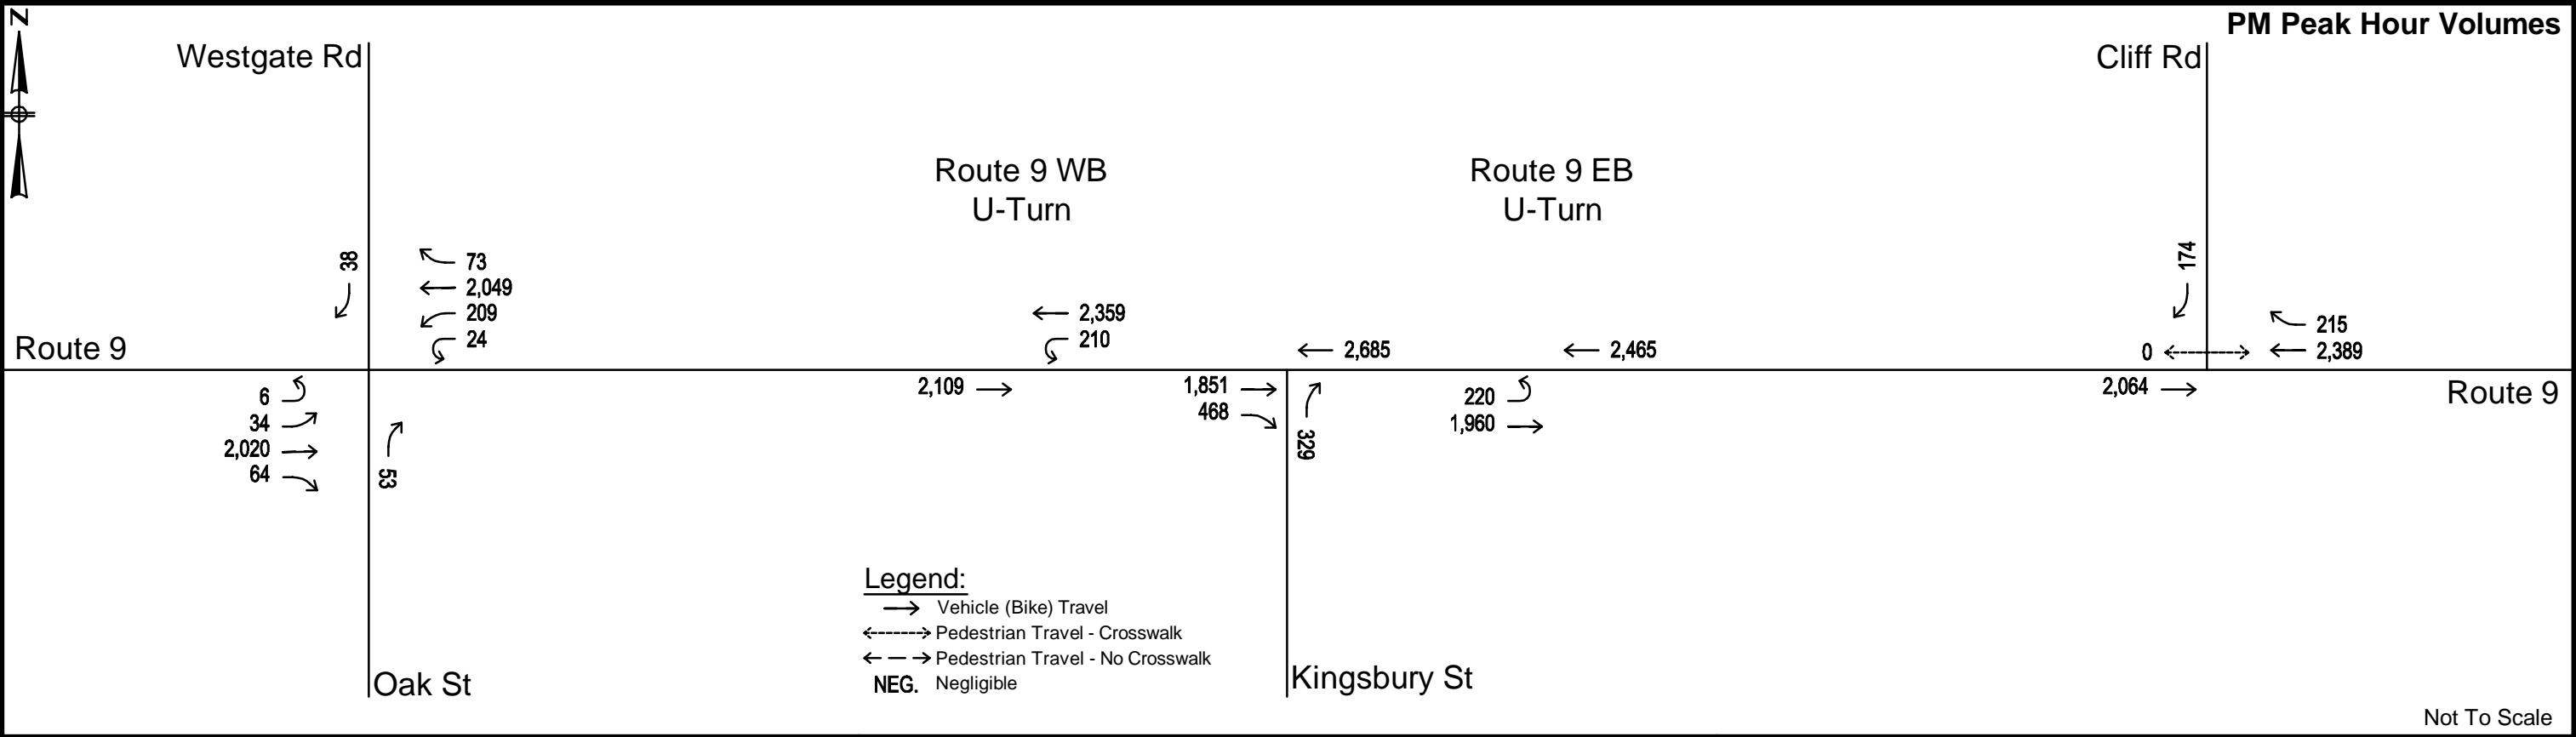 N
PM Peak Hour Volumes
Westgate Rd
Cliff Rd
Route 9 WB
U-Turn
Route 9 EB
U-Turn
38
73
2,049
209
24
2,359
210
2,685
2,465
174
0
215
2,389
Route 9
6
34
2,020
64
53
2,109
1,851
468
329
220
1,960
2,064
Route 9
Legend:
Vehicle (Bike) Travel
Pedestrian Travel - Crosswalk
Pedestrian Travel - No Crosswalk
NEG. Negligible
Oak St
Kingsbury St
Not To Scale